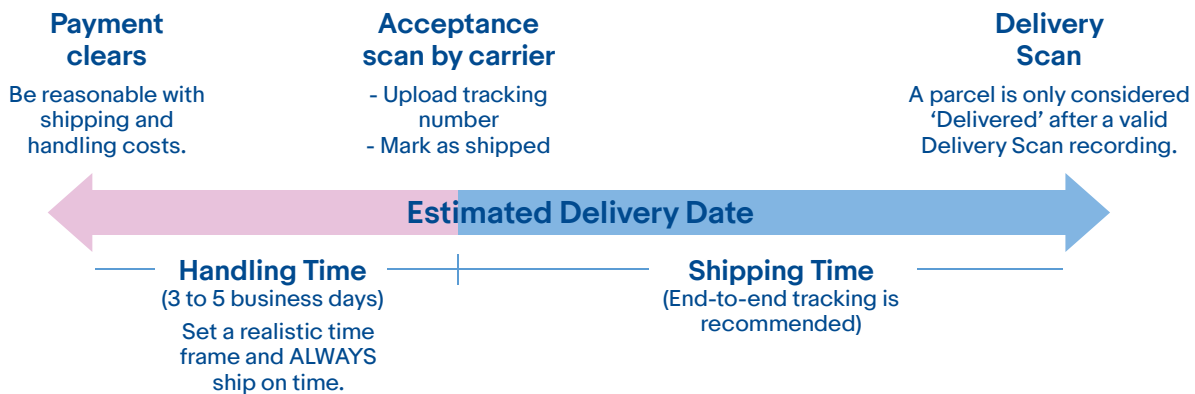 Payment
clears
Be reasonable with
shipping and
handling costs.
Acceptance
scan by carrier
- Upload tracking
number
- Mark as shipped
Delivery
Scan
A parcel is only considered
‘Delivered’ after a valid
Delivery Scan recording.
Estimated Delivery Date
Handling Time
(3 to 5 business days)
Set a realistic time
frame and ALWAYS
ship on time.
Shipping Time
(End-to-end tracking is
recommended)